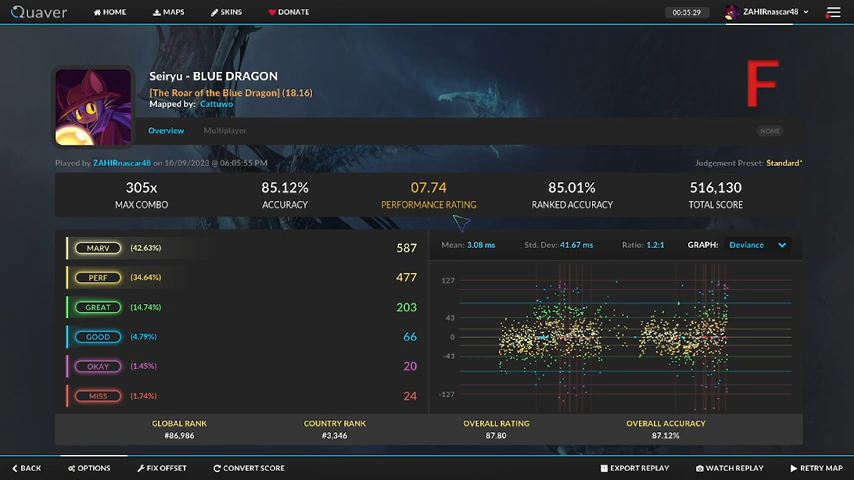 Quaver HOME MAPS SKINS DONATE 00:35:29 ZAHIRnascar48
Seiryu - BLUE DRAGON
[The Roar of the Blue Dragon] (18.16)
Mapped by: Cattuwo
F
Overview Multiplayer NONE
Played by ZAHIRnascar48 on 10/09/2023 @ 06:05:55 PM Judgement Preset: Standard*
305x 85.12% 07.74 85.01% 516,130
MAX COMBO ACCURACY PERFORMANCE RATING RANKED ACCURACY TOTAL SCORE
MARV (42.63%) 587
PERF (34.64%) 477
GREAT (14.74%) 203
GOOD (4.79%) 66
OKAY (1.45%) 20
MISS (1.74%) 24
Mean: 3.08 ms Std. Dev: 41.67 ms Ratio: 1.2:1 GRAPH: Deviance
127
43
0
-43
-127
GLOBAL RANK COUNTRY RANK OVERALL RATING OVERALL ACCURACY
#86,986 #3,346 87.80 87.12%
BACK OPTIONS FIX OFFSET CONVERT SCORE EXPORT REPLAY WATCH REPLAY RETRY MAP